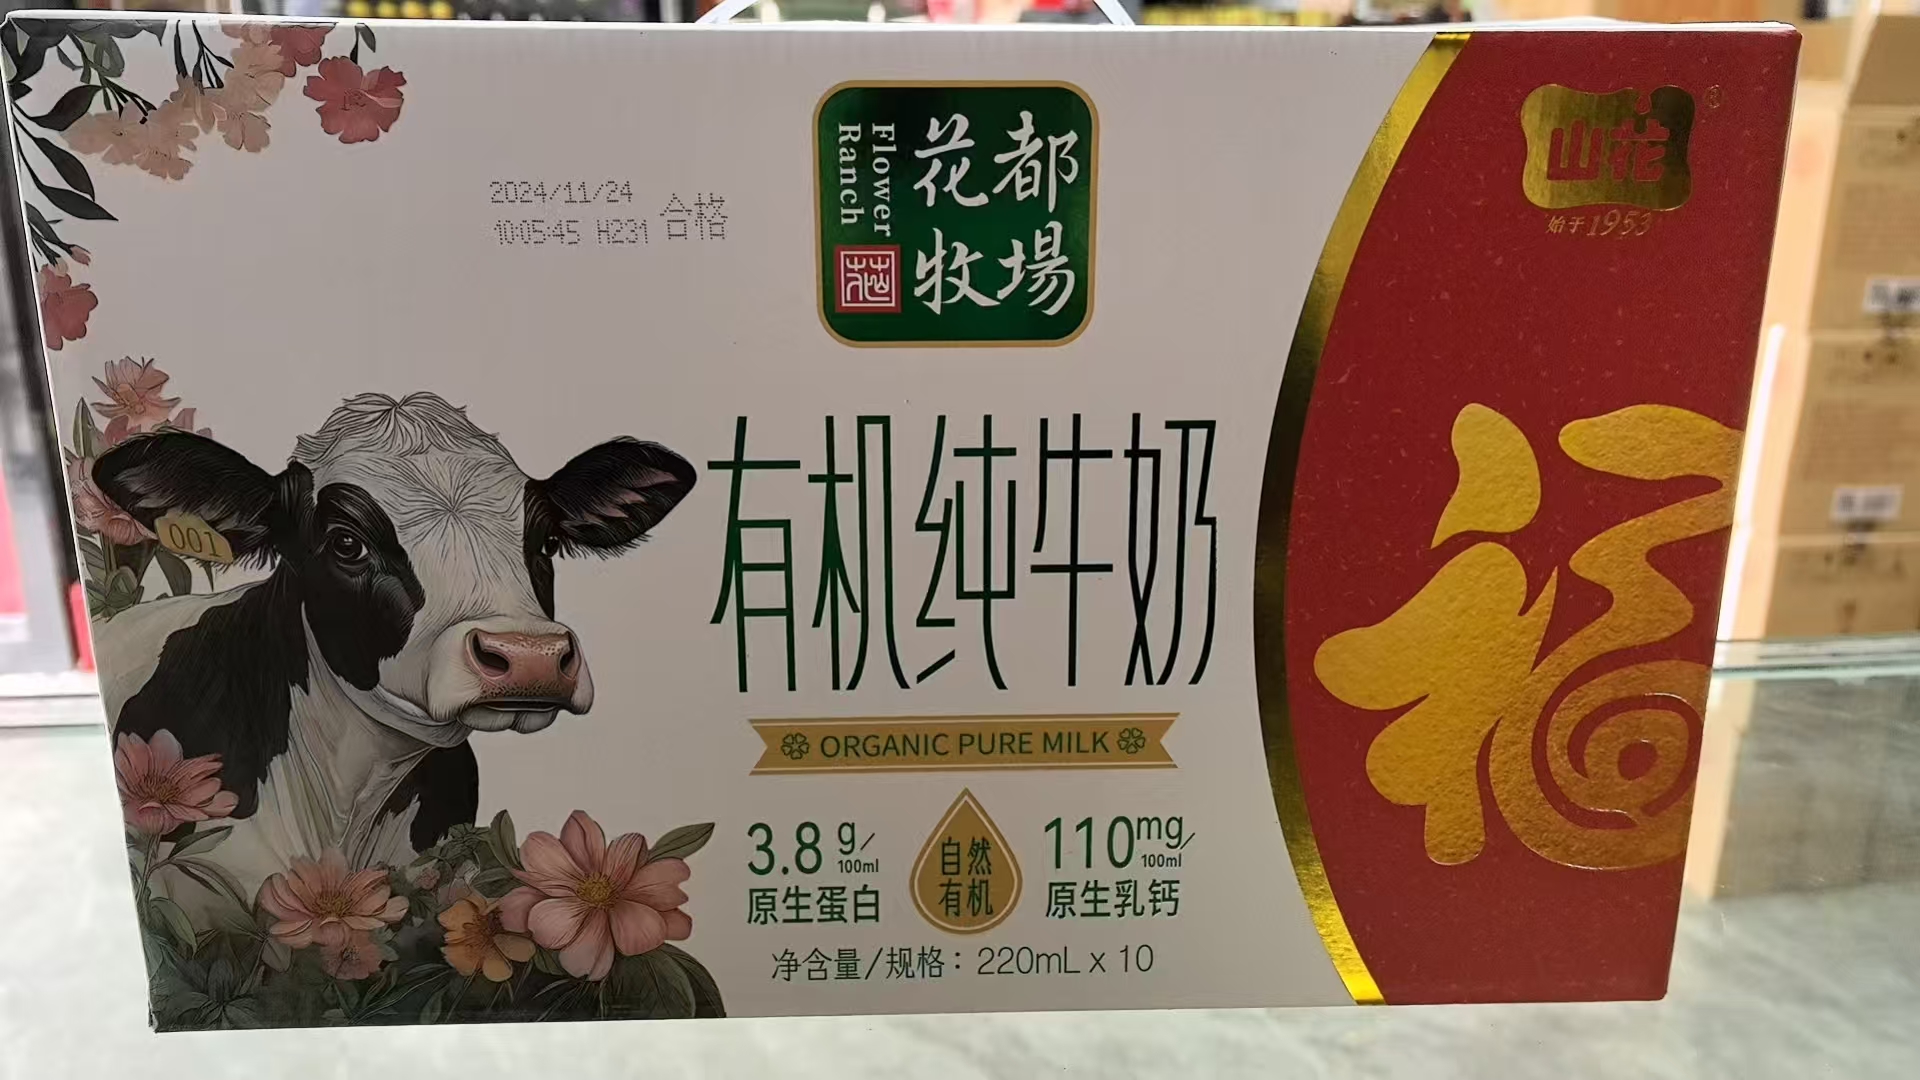 2024/11/24
10:05:45 H231 合格
Flower
Ranch
花都
牧場
花
山花®
始于1953
001
有机纯牛奶
ORGANIC PURE MILK
3.8 g/100ml
原生蛋白
自然
有机
110mg/100ml
原生乳钙
净含量/规格：220mL x 10
福